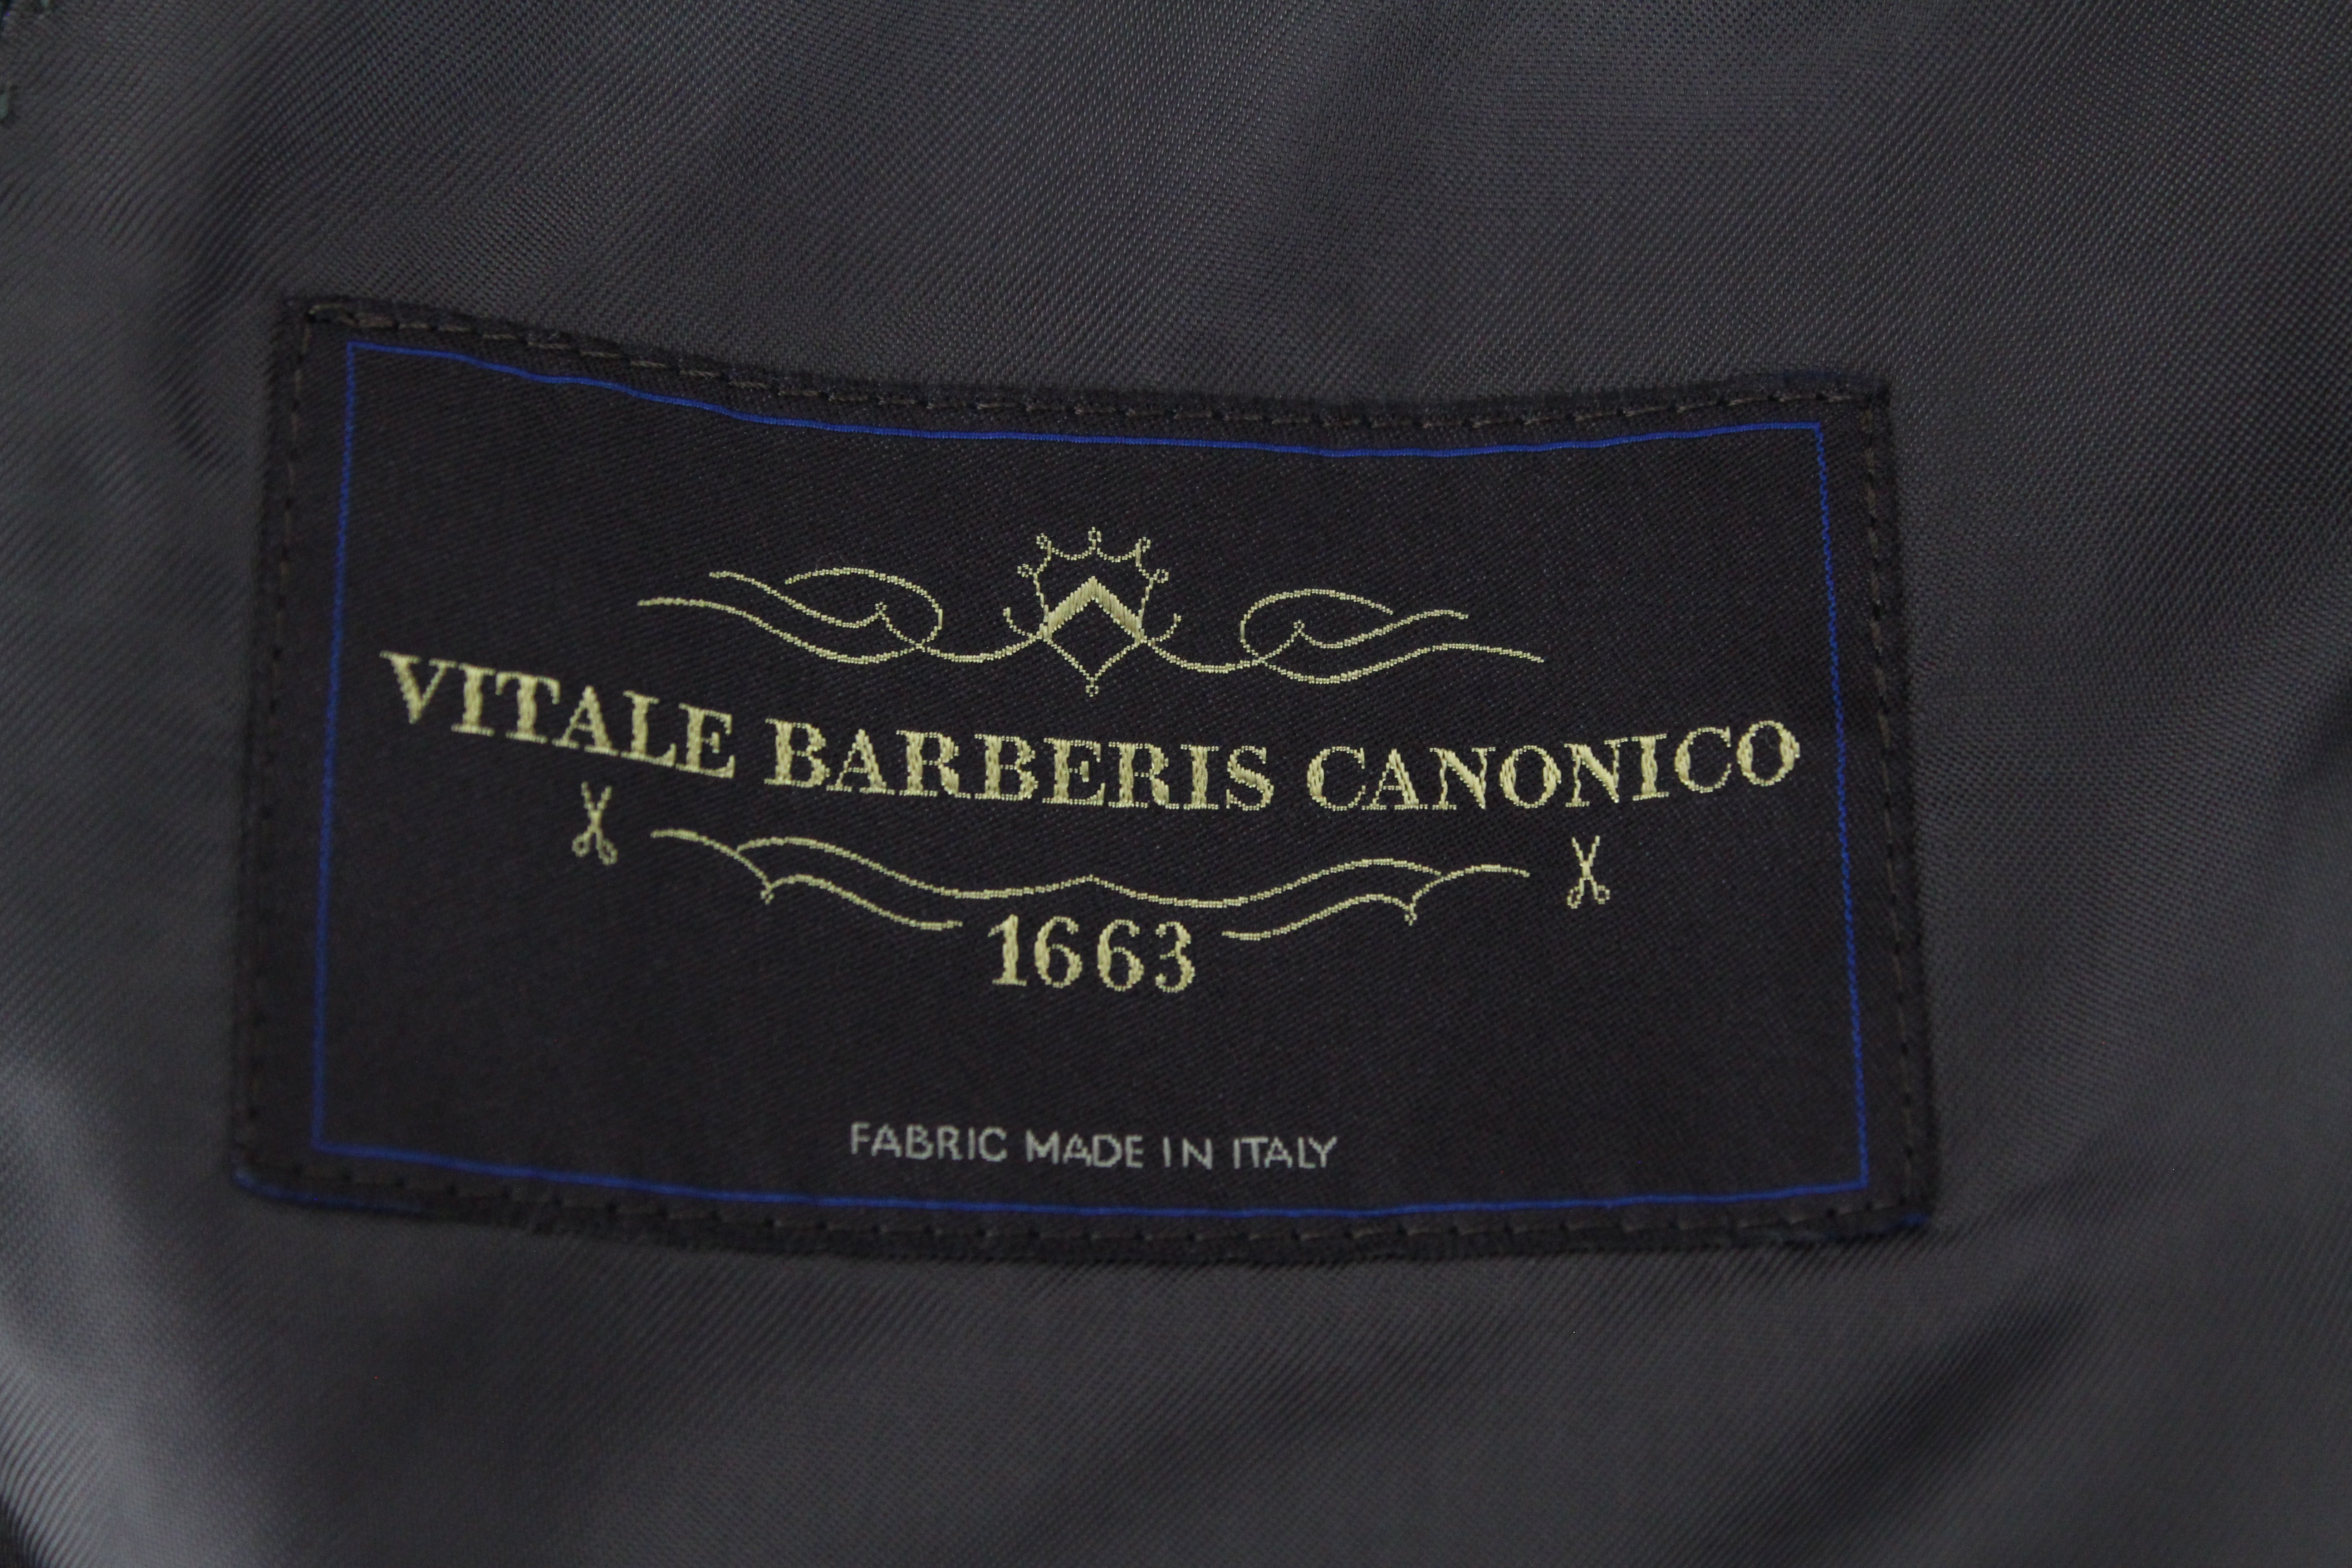 VITALE BARBERIS CANONICO
1663
FABRIC MADE IN ITALY